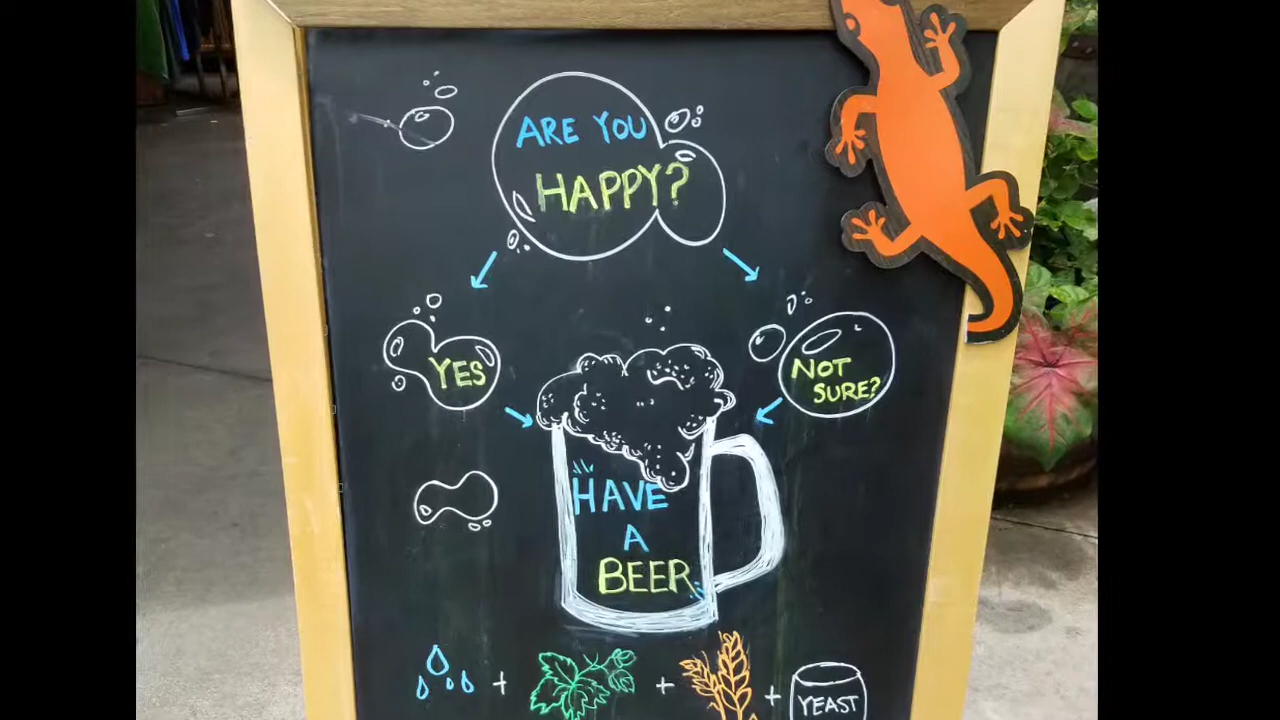 ARE YOU
HAPPY?
YES
NOT
SURE?
HAVE
A
BEER
+ + + YEAST